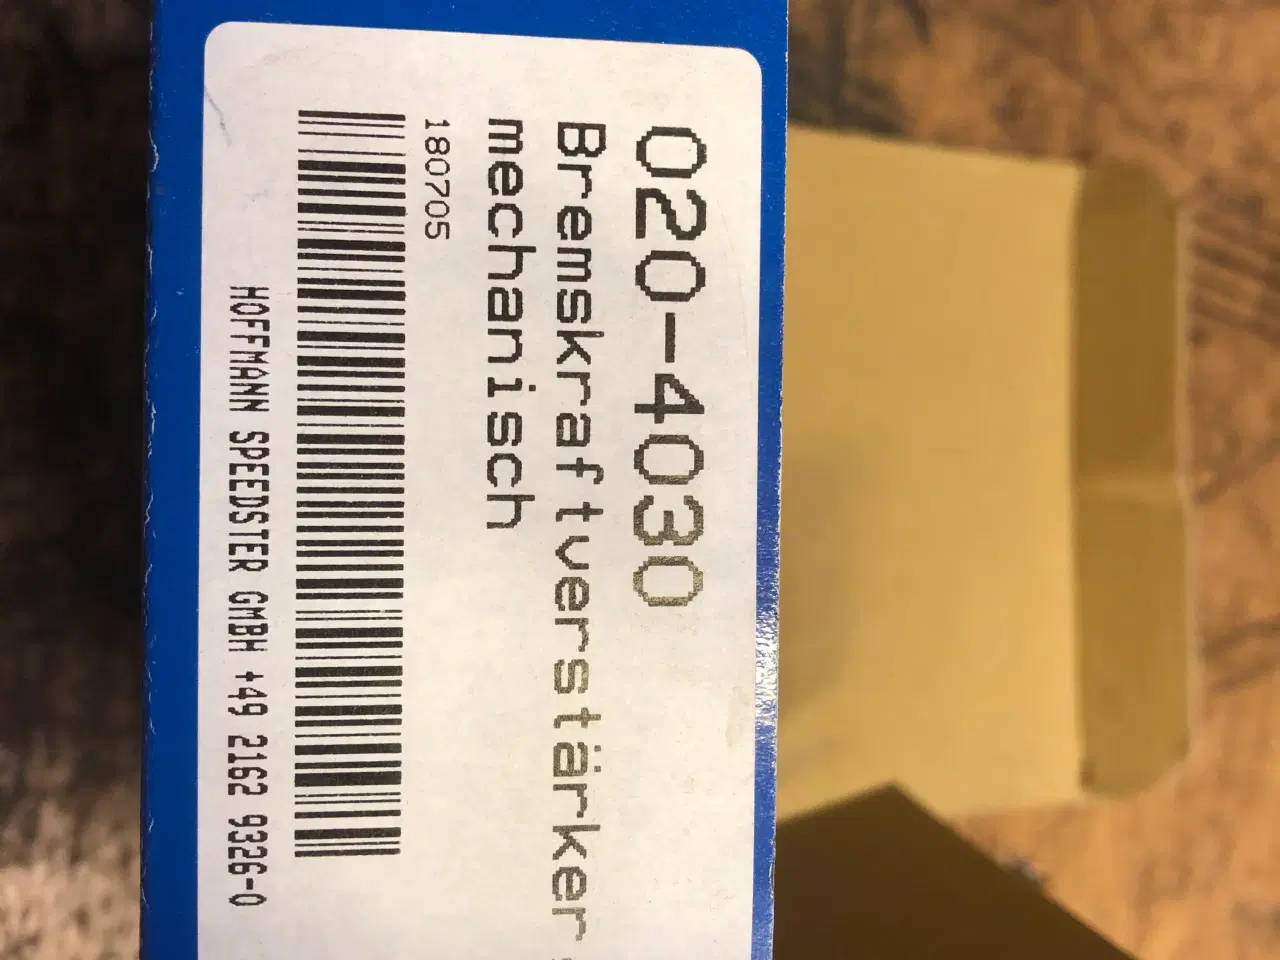 020-4030
Bremskraftverstärker
mechanisch
180705
HOFFMANN SPEEDSTER GMBH +49 2162 9326-0